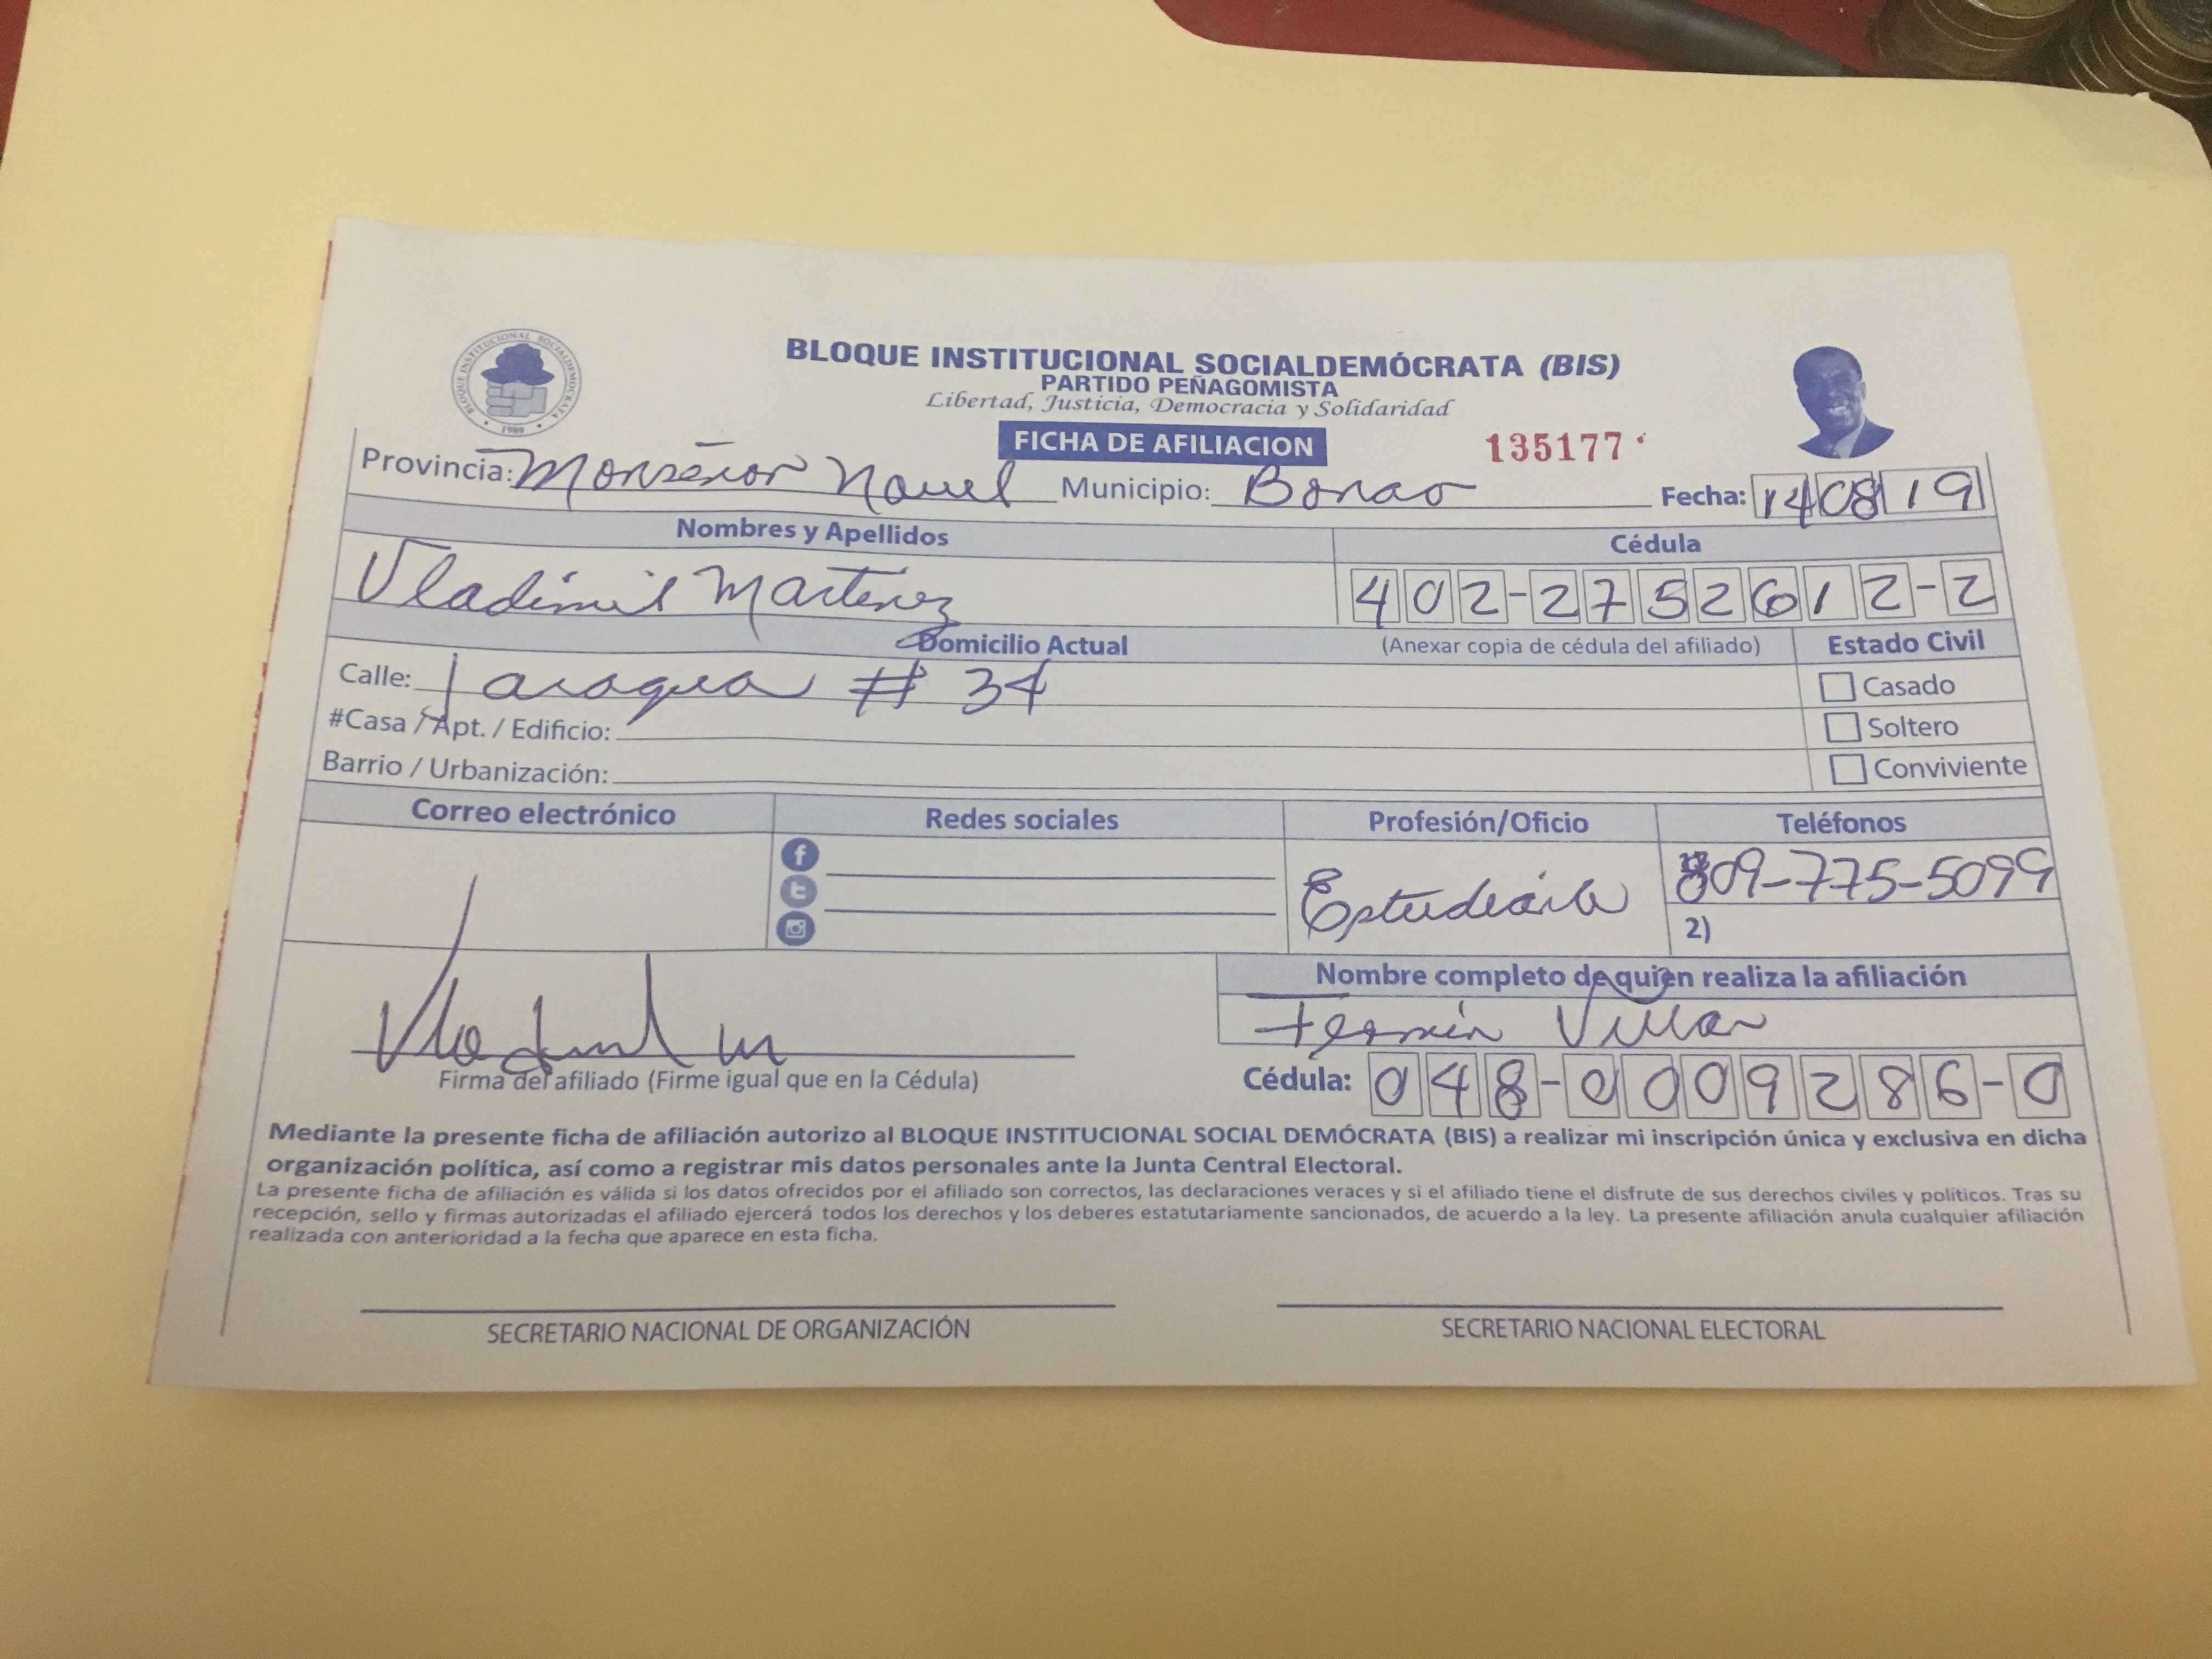 BLOQUE INSTITUCIONAL SOCIALDEMÓCRATA
1989
BLOQUE INSTITUCIONAL SOCIALDEMÓCRATA (BIS)
PARTIDO PEÑAGOMISTA
Libertad, Justicia, Democracia y Solidaridad
FICHA DE AFILIACION 135177
Provincia: Monseñor Nouel Municipio: Bonao Fecha: 14 08 19
Nombres y Apellidos Cédula
Vladimil Martinez 402-2752612-2
Domicilio Actual (Anexar copia de cédula del afiliado) Estado Civil
Calle: Jaragua # 34 Casado
#Casa / Apt. / Edificio: Soltero
Barrio / Urbanización: Conviviente
Correo electrónico Redes sociales Profesión/Oficio Teléfonos
Estudiante 809-775-5099
2)
Nombre completo de quien realiza la afiliación
Fermín Villar
Firma del afiliado (Firme igual que en la Cédula) Cédula: 048-0009286-0
Mediante la presente ficha de afiliación autorizo al BLOQUE INSTITUCIONAL SOCIAL DEMÓCRATA (BIS) a realizar mi inscripción única y exclusiva en dicha
organización política, así como a registrar mis datos personales ante la Junta Central Electoral.
La presente ficha de afiliación es válida si los datos ofrecidos por el afiliado son correctos, las declaraciones veraces y si el afiliado tiene el disfrute de sus derechos civiles y políticos. Tras su
recepción, sello y firmas autorizadas el afiliado ejercerá todos los derechos y los deberes estatutariamente sancionados, de acuerdo a la ley. La presente afiliación anula cualquier afiliación
realizada con anterioridad a la fecha que aparece en esta ficha.
SECRETARIO NACIONAL DE ORGANIZACIÓN SECRETARIO NACIONAL ELECTORAL